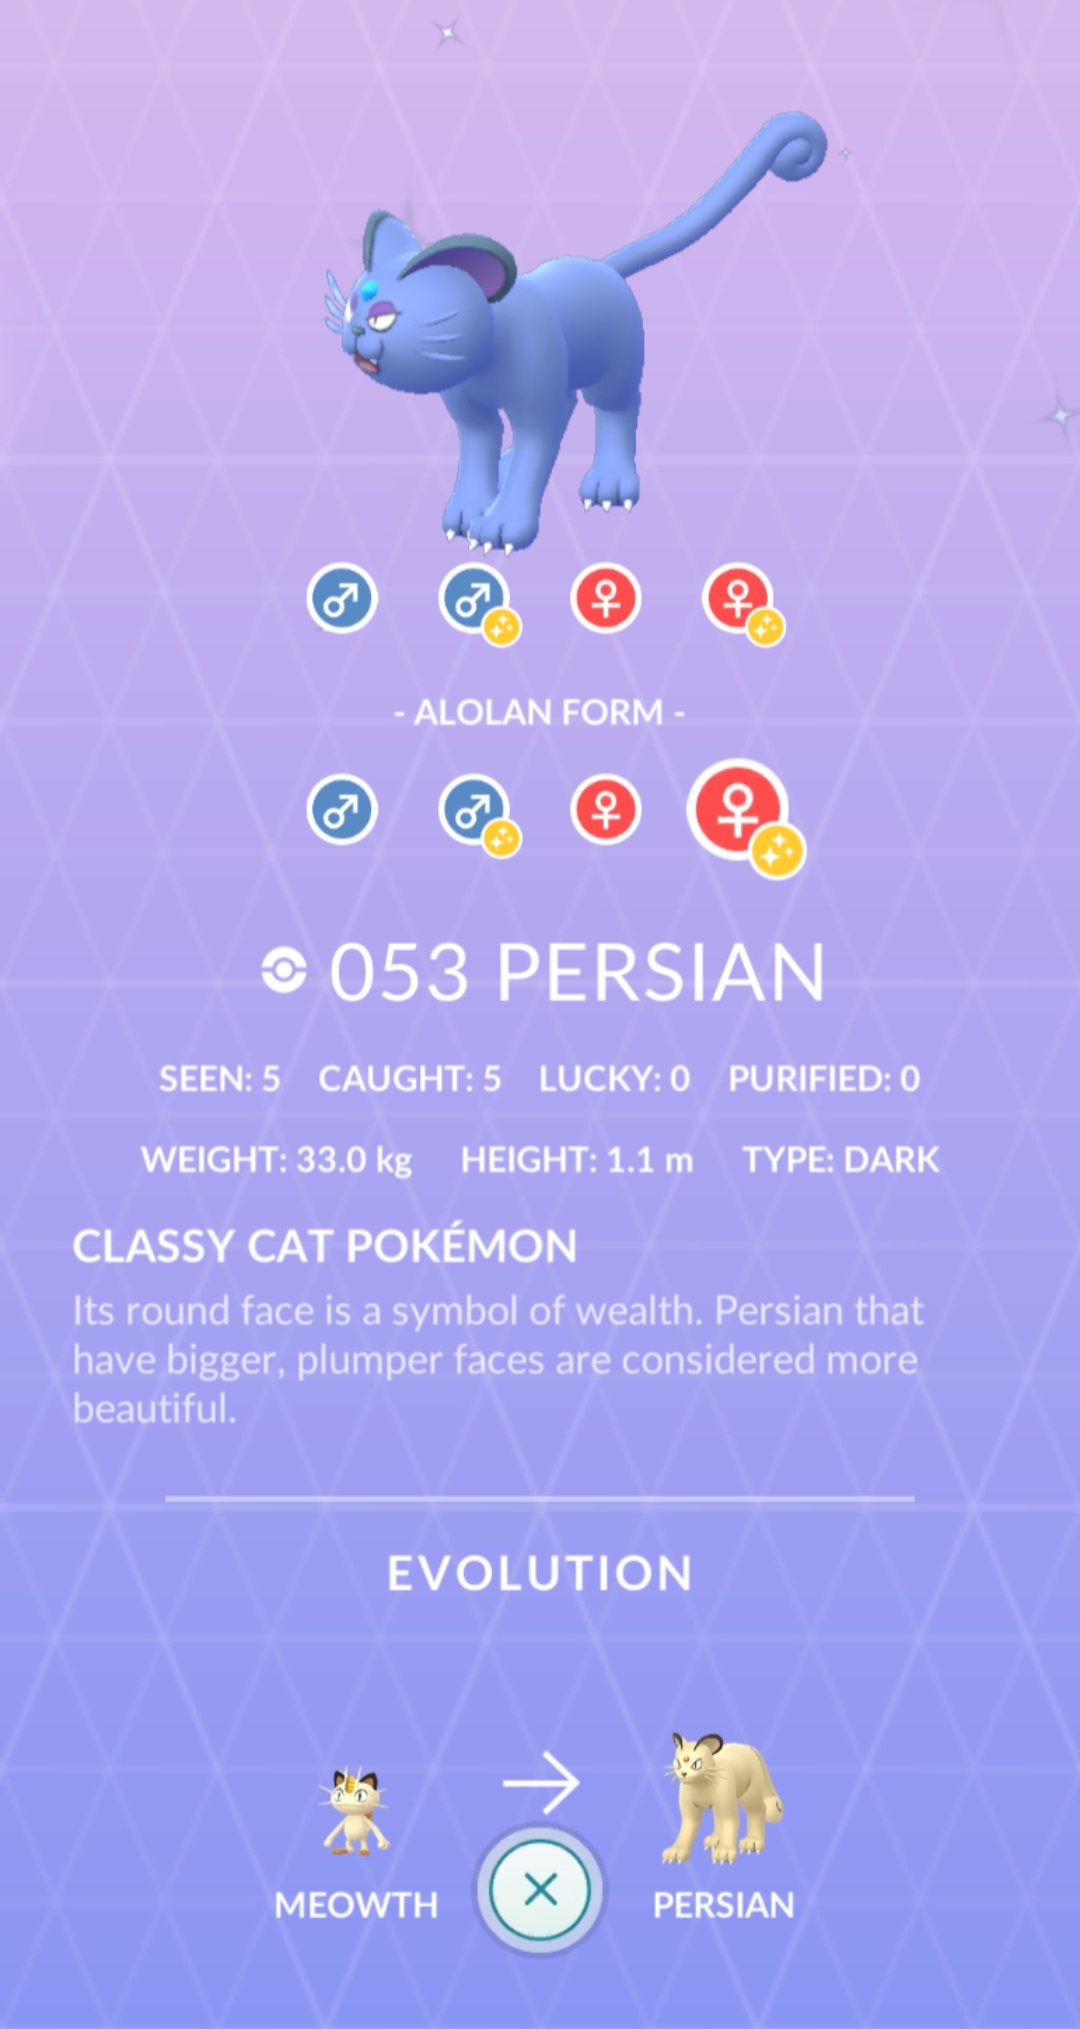 - ALOLAN FORM -
053 PERSIAN
SEEN: 5 CAUGHT: 5 LUCKY: 0 PURIFIED: 0
WEIGHT: 33.0 kg HEIGHT: 1.1 m TYPE: DARK
CLASSY CAT POKÉMON
Its round face is a symbol of wealth. Persian that
have bigger, plumper faces are considered more
beautiful.
EVOLUTION
MEOWTH PERSIAN